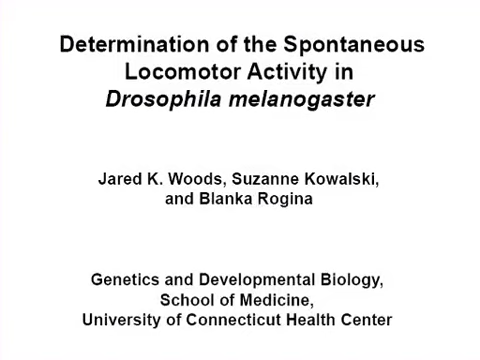 Determination of the Spontaneous
Locomotor Activity in
Drosophila melanogaster
Jared K. Woods, Suzanne Kowalski,
and Blanka Rogina
Genetics and Developmental Biology,
School of Medicine,
University of Connecticut Health Center